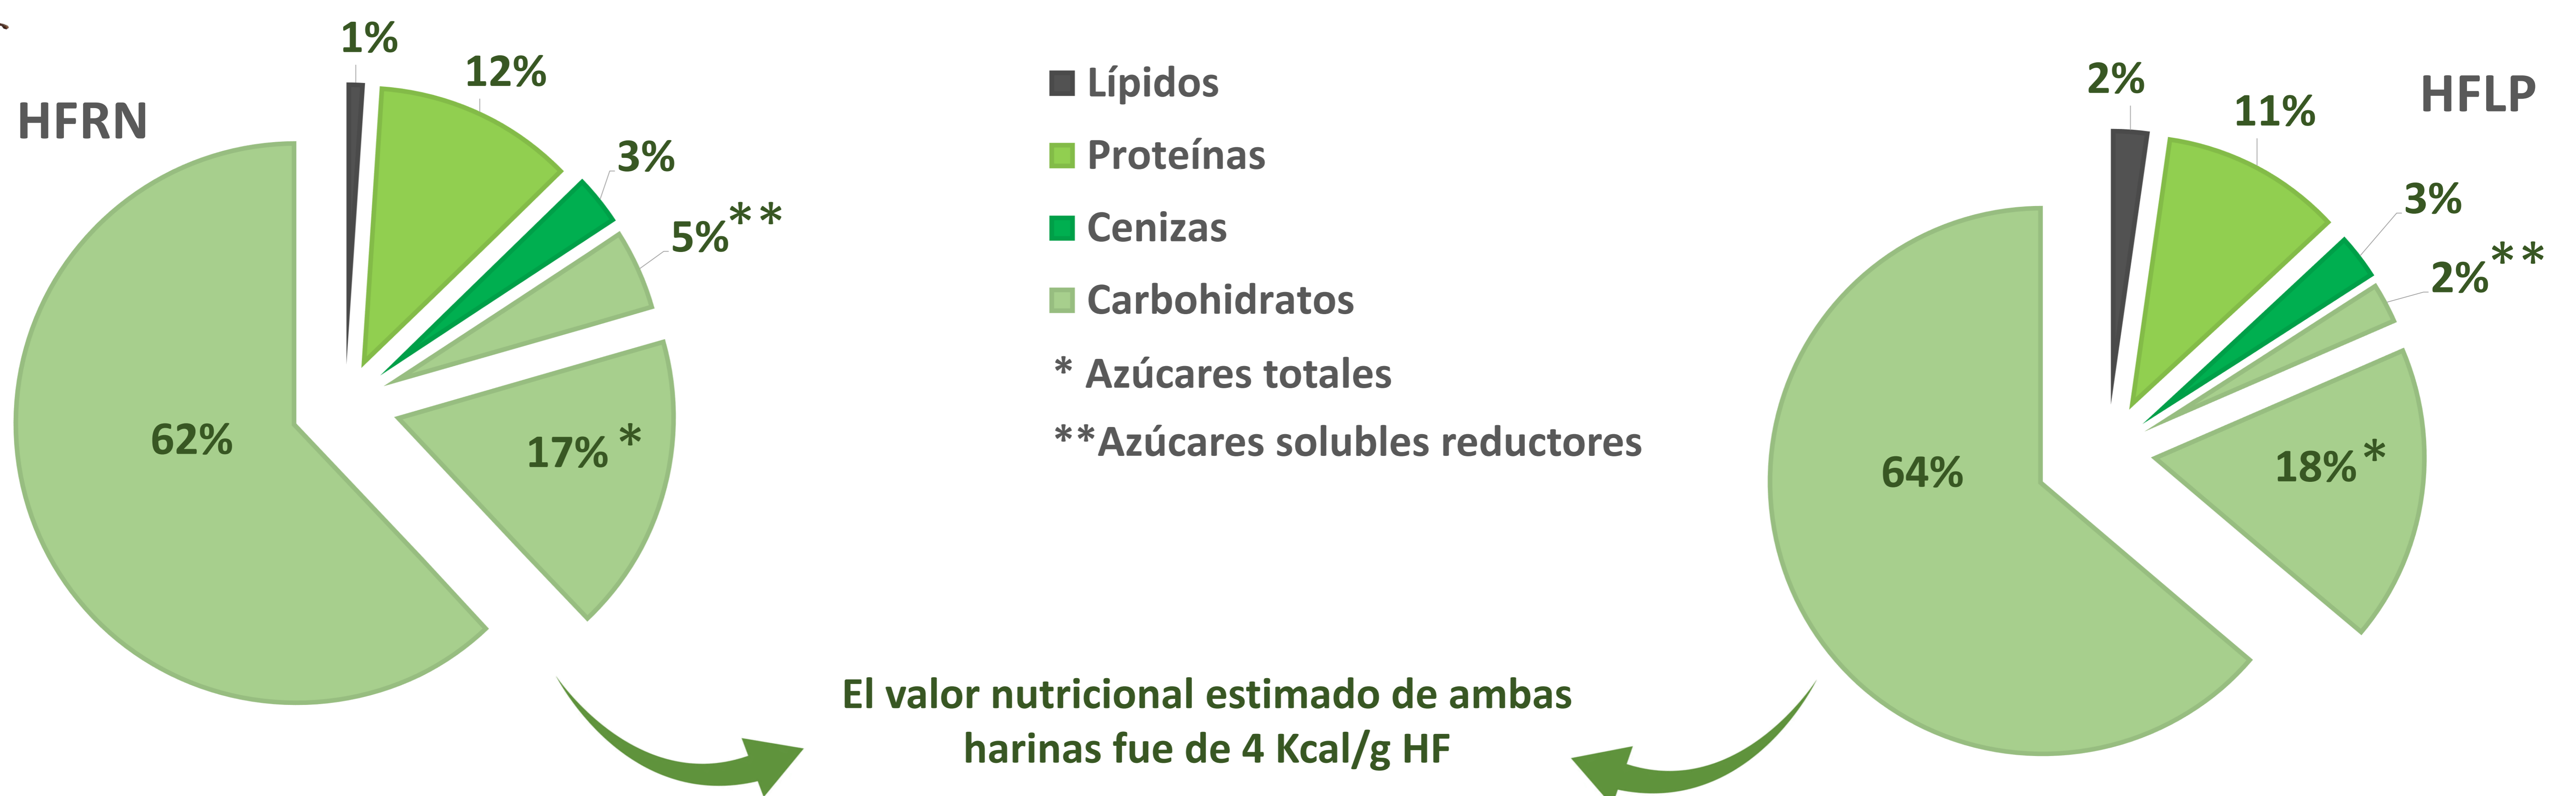 HFRN
1%
12%
3%
5%**
17%*
62%
Lípidos
Proteínas
Cenizas
Carbohidratos
* Azúcares totales
**Azúcares solubles reductores
HFLP
2%
11%
3%
2%**
18%*
64%
El valor nutricional estimado de ambas
harinas fue de 4 Kcal/g HF